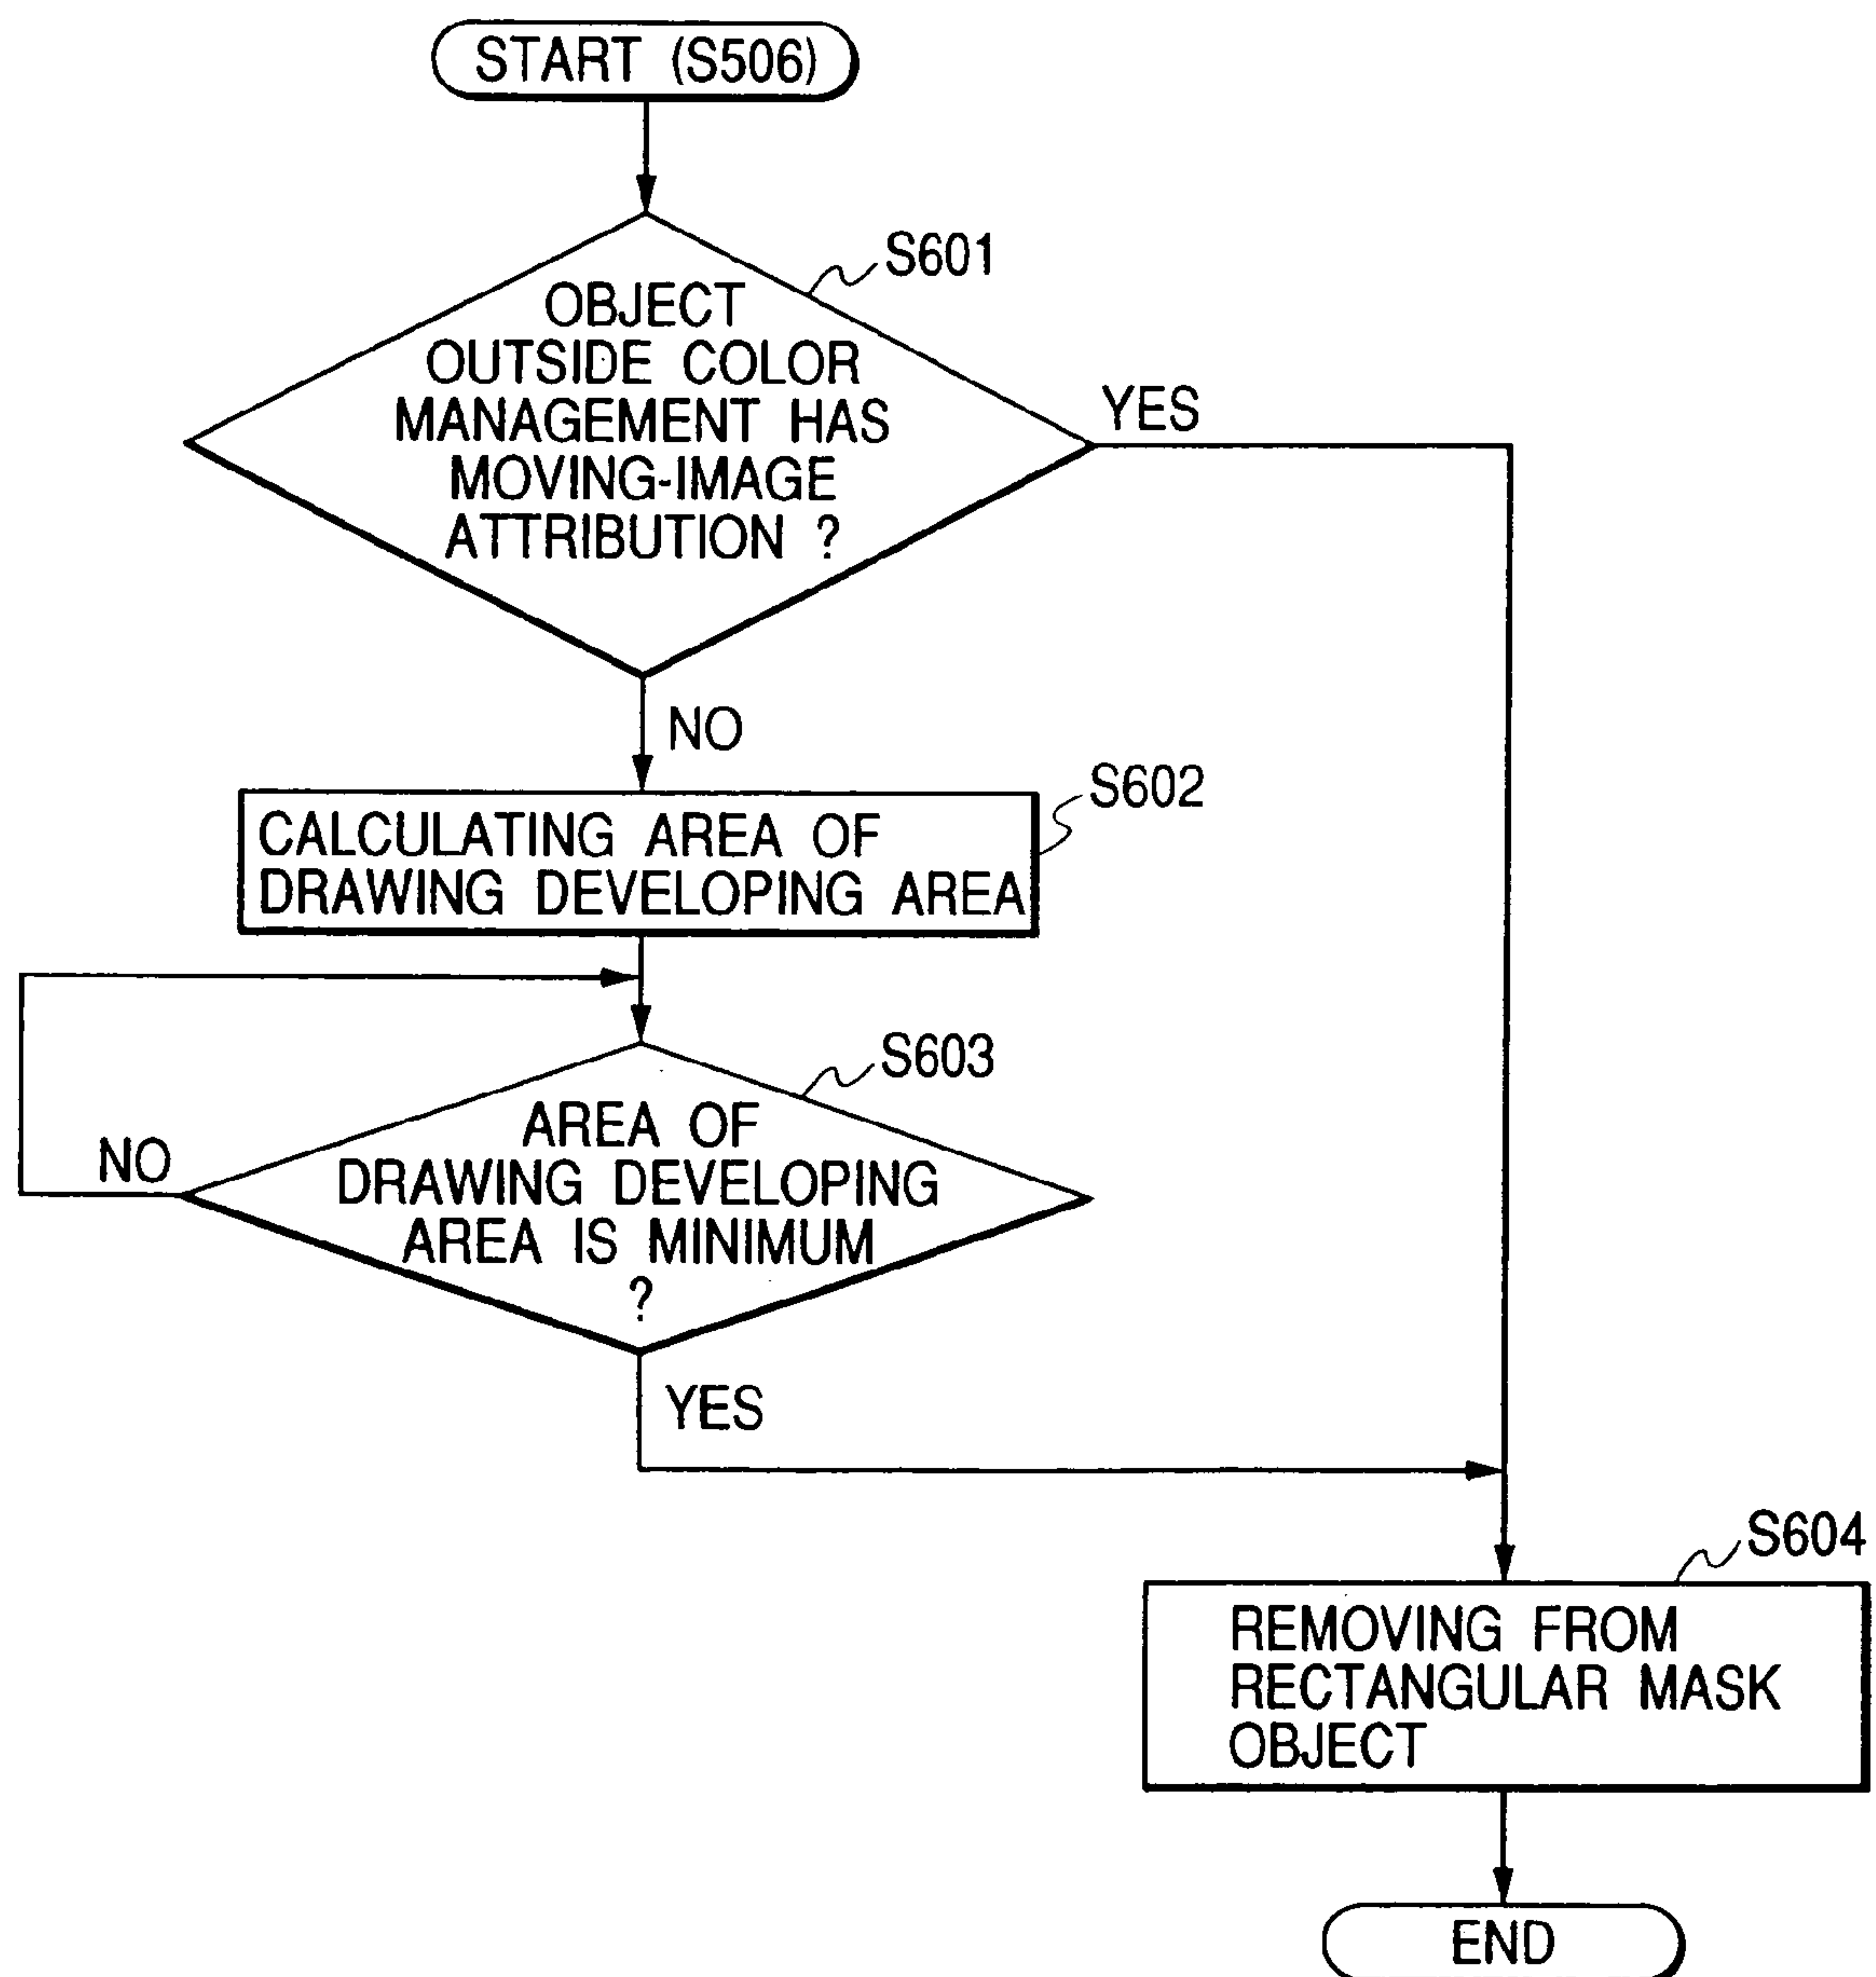 START (S506)
S601
OBJECT
OUTSIDE COLOR
MANAGEMENT HAS
MOVING-IMAGE
ATTRIBUTION ?
YES
NO
S602
CALCULATING AREA OF
DRAWING DEVELOPING AREA
S603
AREA OF
DRAWING DEVELOPING
AREA IS MINIMUM
?
NO
YES
S604
REMOVING FROM
RECTANGULAR MASK
OBJECT
END